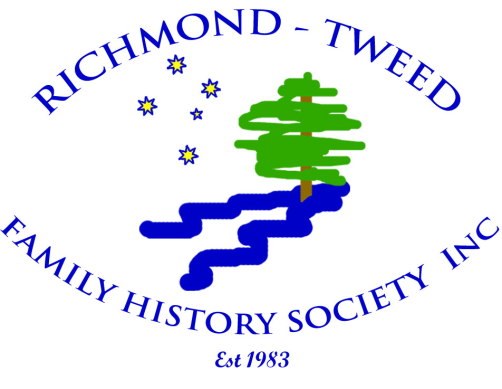 RICHMOND - TWEED
FAMILY HISTORY SOCIETY INC
Est 1983